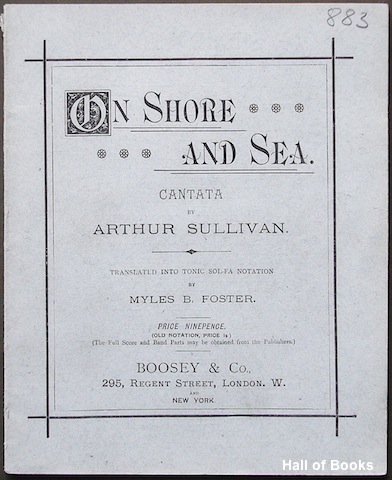 883
ON SHORE
AND SEA.
CANTATA
BY
ARTHUR SULLIVAN.
TRANSLATED INTO TONIC SOL-FA NOTATION
BY
MYLES B. FOSTER.
PRICE NINEPENCE.
(OLD NOTATION, PRICE
(The Full Score and Band Parts may be obtained from the Publishers.)
BOOSEY & CO.,
295, REGENT STREET, LONDON. W.
AND
NEW YORK.
Hall of Books